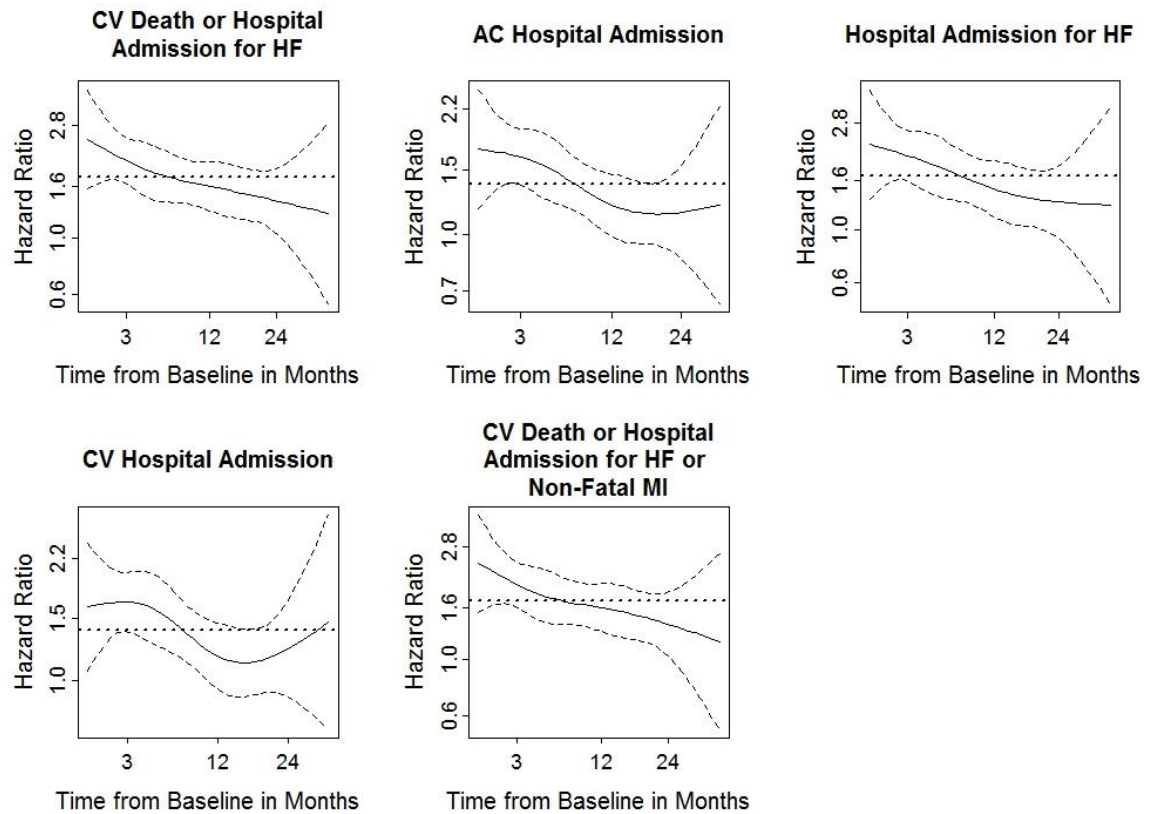 CV Death or Hospital
Admission for HF
Hazard Ratio
2.8
1.6
1.0
0.6
3 12 24
Time from Baseline in Months
AC Hospital Admission
Hazard Ratio
2.2
1.5
1.0
0.7
3 12 24
Time from Baseline in Months
Hospital Admission for HF
Hazard Ratio
2.8
1.6
1.0
0.6
3 12 24
Time from Baseline in Months
CV Hospital Admission
Hazard Ratio
2.2
1.5
1.0
3 12 24
Time from Baseline in Months
CV Death or Hospital
Admission for HF or
Non-Fatal MI
Hazard Ratio
2.8
1.6
1.0
0.6
3 12 24
Time from Baseline in Months